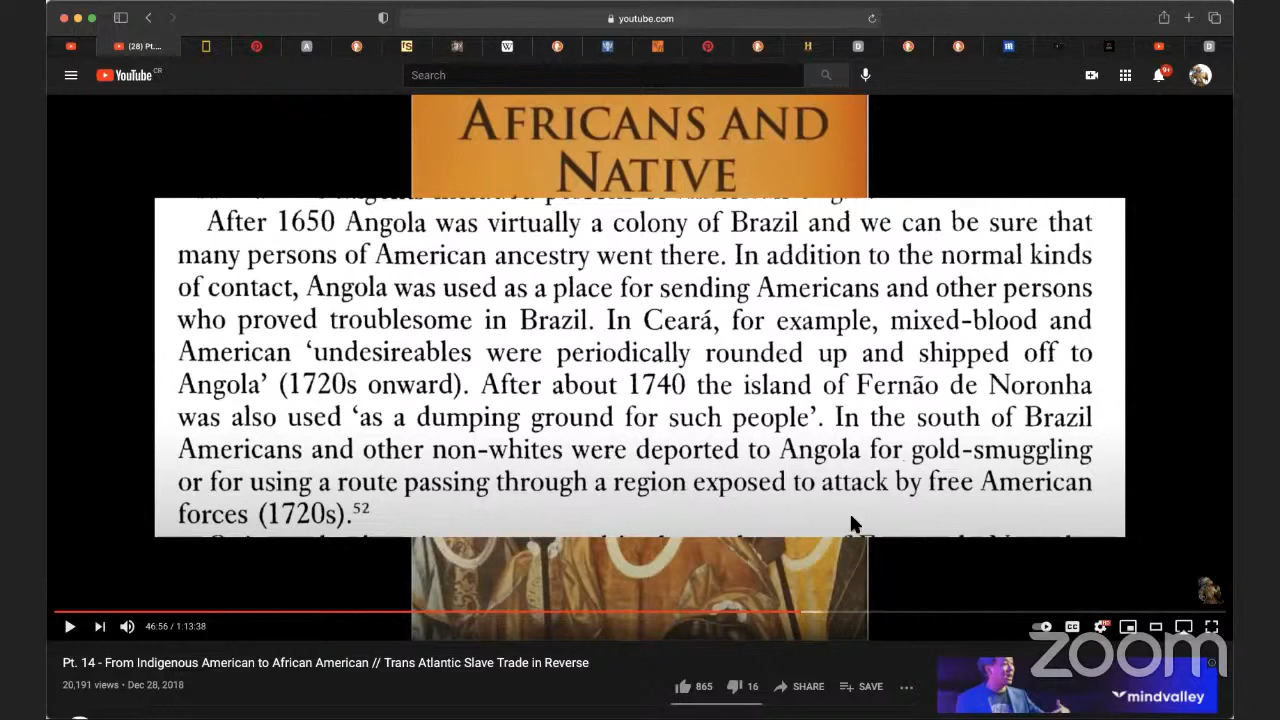 youtube.com
(28) Pt....
YouTube CR
Search
9+
AFRICANS AND
NATIVE
After 1650 Angola was virtually a colony of Brazil and we can be sure that
many persons of American ancestry went there. In addition to the normal kinds
of contact, Angola was used as a place for sending Americans and other persons
who proved troublesome in Brazil. In Ceará, for example, mixed-blood and
American ‘undesireables were periodically rounded up and shipped off to
Angola’ (1720s onward). After about 1740 the island of Fernão de Noronha
was also used ‘as a dumping ground for such people’. In the south of Brazil
Americans and other non-whites were deported to Angola for gold-smuggling
or for using a route passing through a region exposed to attack by free American
forces (1720s).52
46:56 / 1:13:38
CC
HD
zoom
Pt. 14 - From Indigenous American to African American // Trans Atlantic Slave Trade in Reverse
20,191 views • Dec 28, 2018
865
16
SHARE
SAVE
mindvalley